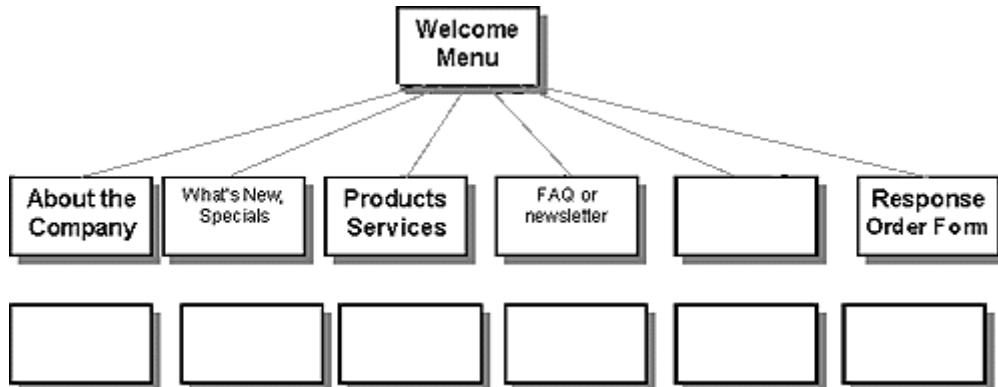 Welcome
Menu
About the
Company
What's New,
Specials
Products
Services
FAQ or
newsletter
Response
Order Form